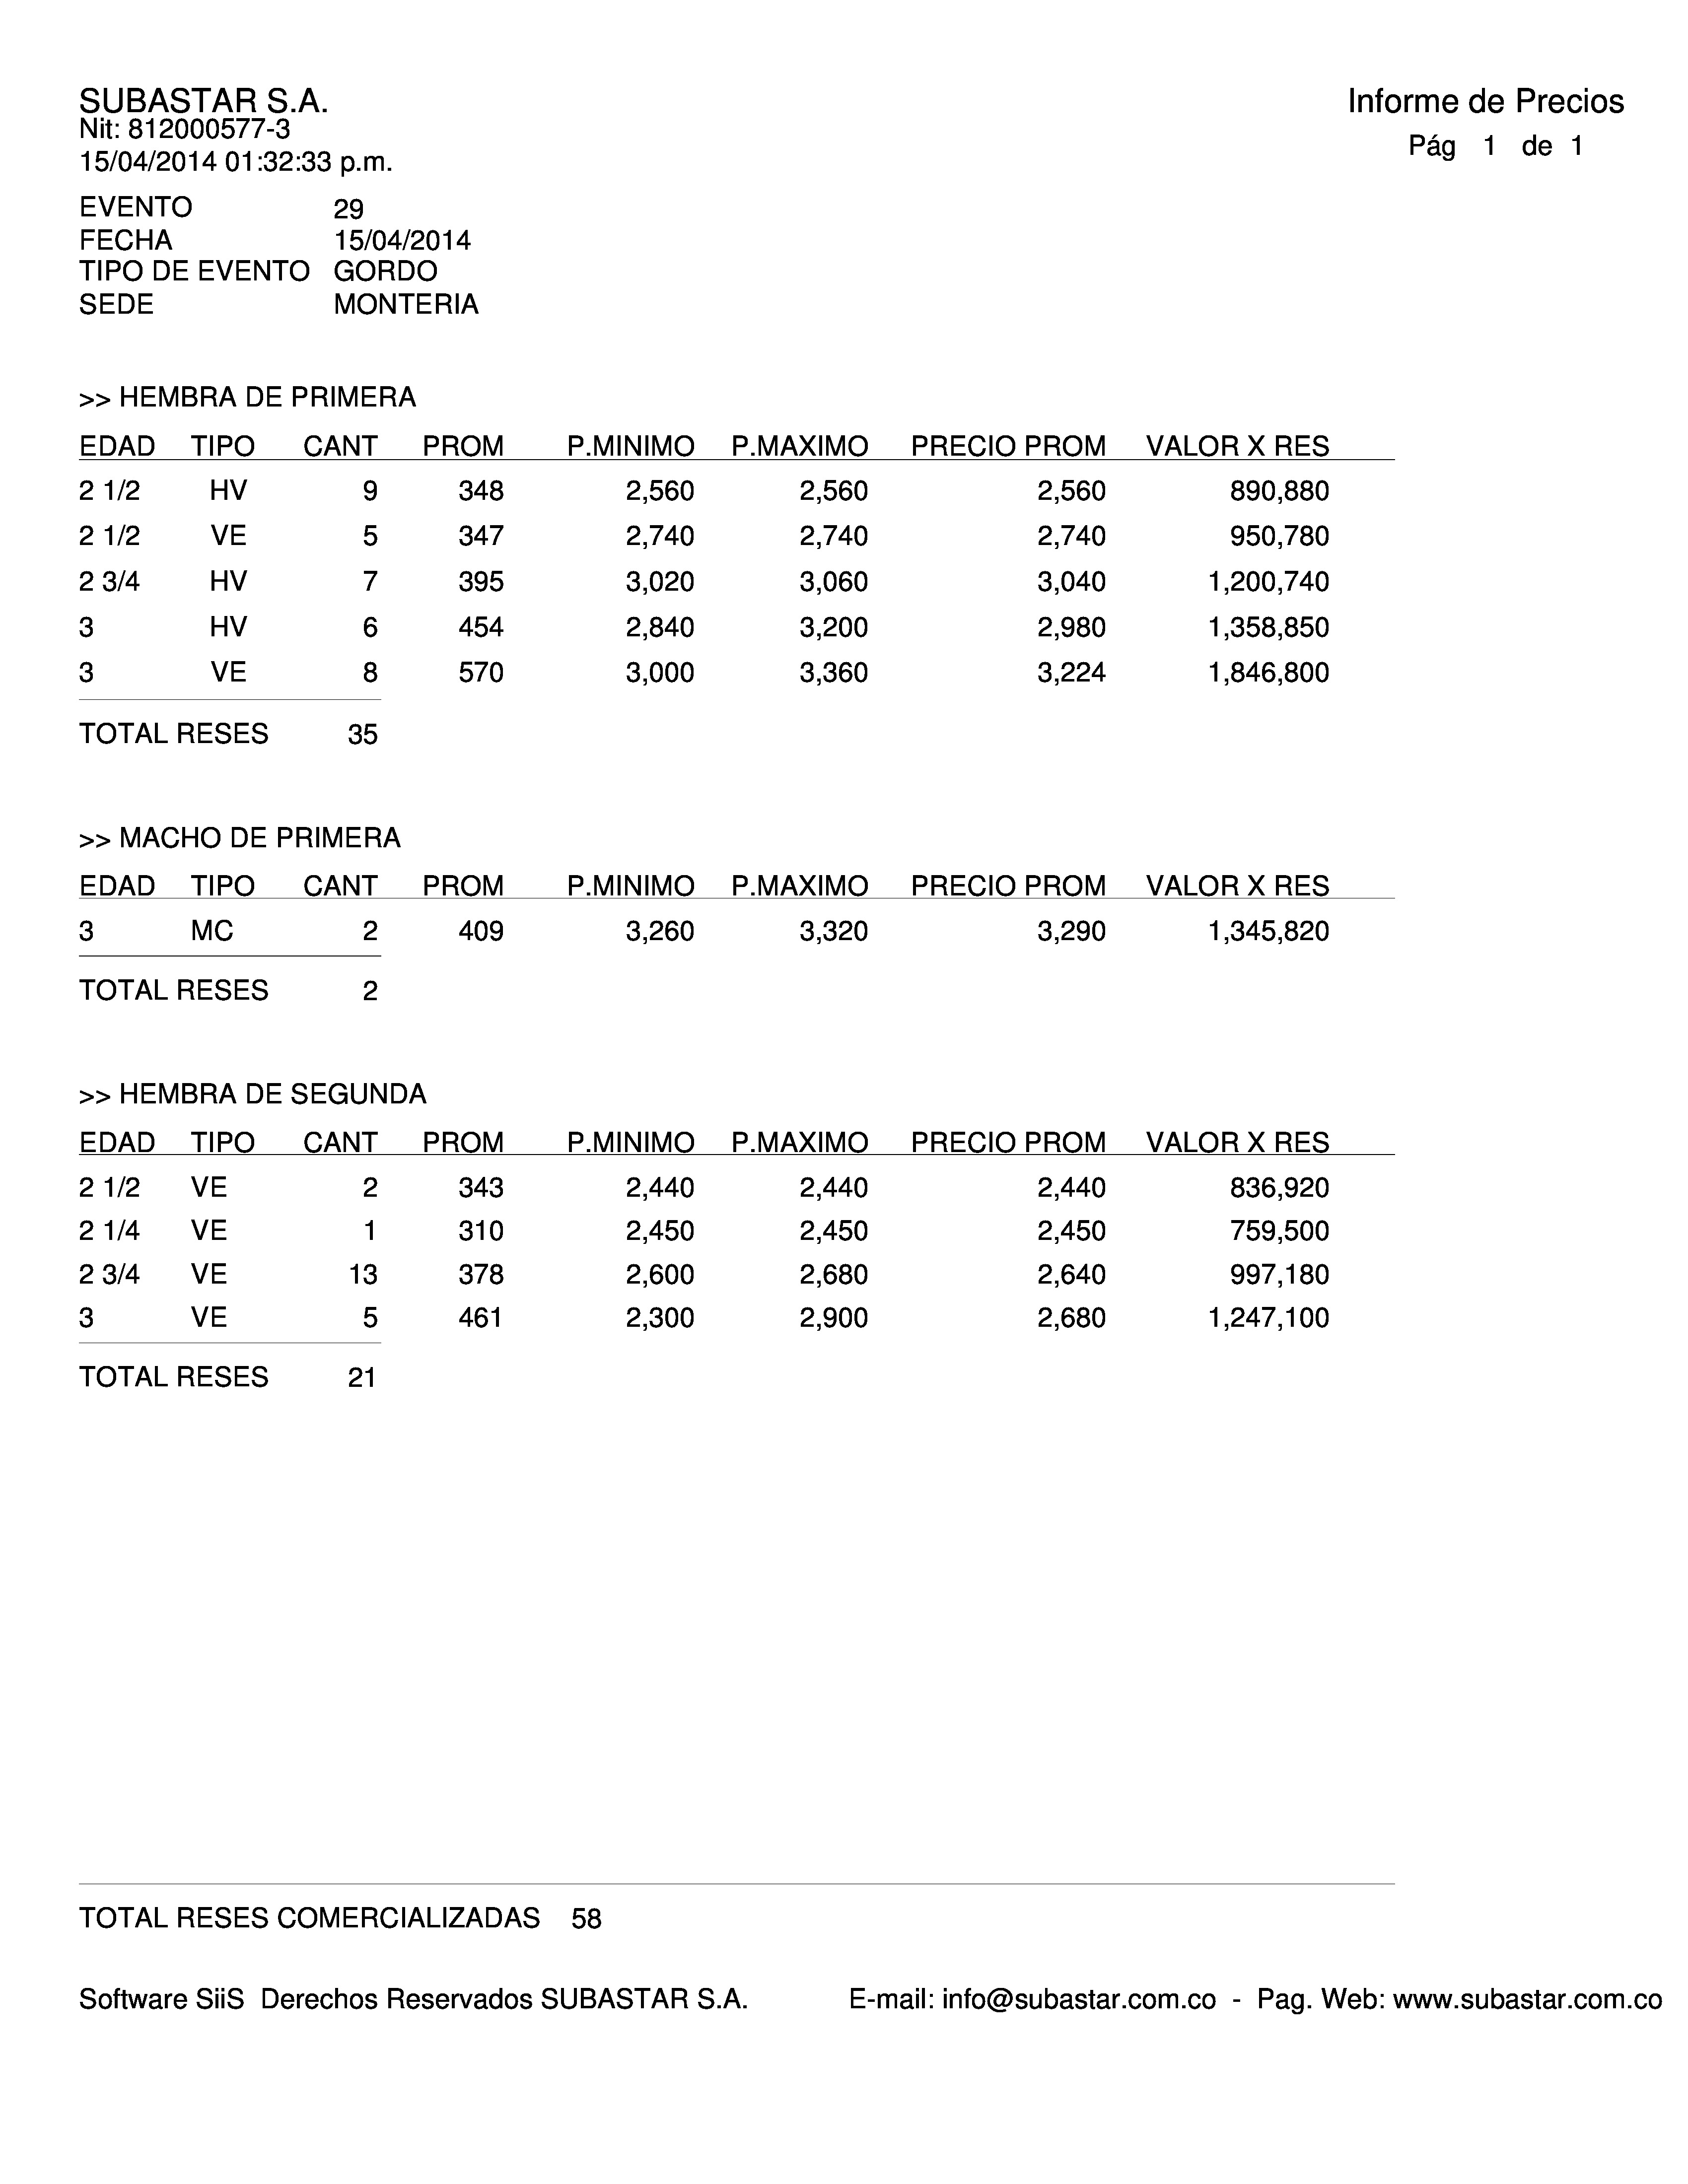 SUBASTAR S.A. Informe de Precios
Nit: 812000577-3
Pág 1 de 1
15/04/2014 01:32:33 p.m.
EVENTO 29
FECHA 15/04/2014
TIPO DE EVENTO GORDO
SEDE MONTERIA
>> HEMBRA DE PRIMERA
EDAD TIPO CANT PROM P.MINIMO P.MAXIMO PRECIO PROM VALOR X RES
2 1/2 HV 9 348 2,560 2,560 2,560 890,880
2 1/2 VE 5 347 2,740 2,740 2,740 950,780
2 3/4 HV 7 395 3,020 3,060 3,040 1,200,740
3 HV 6 454 2,840 3,200 2,980 1,358,850
3 VE 8 570 3,000 3,360 3,224 1,846,800
TOTAL RESES 35
>> MACHO DE PRIMERA
EDAD TIPO CANT PROM P.MINIMO P.MAXIMO PRECIO PROM VALOR X RES
3 MC 2 409 3,260 3,320 3,290 1,345,820
TOTAL RESES 2
>> HEMBRA DE SEGUNDA
EDAD TIPO CANT PROM P.MINIMO P.MAXIMO PRECIO PROM VALOR X RES
2 1/2 VE 2 343 2,440 2,440 2,440 836,920
2 1/4 VE 1 310 2,450 2,450 2,450 759,500
2 3/4 VE 13 378 2,600 2,680 2,640 997,180
3 VE 5 461 2,300 2,900 2,680 1,247,100
TOTAL RESES 21
TOTAL RESES COMERCIALIZADAS 58
Software SiiS Derechos Reservados SUBASTAR S.A. E-mail: info@subastar.com.co - Pag. Web: www.subastar.com.co